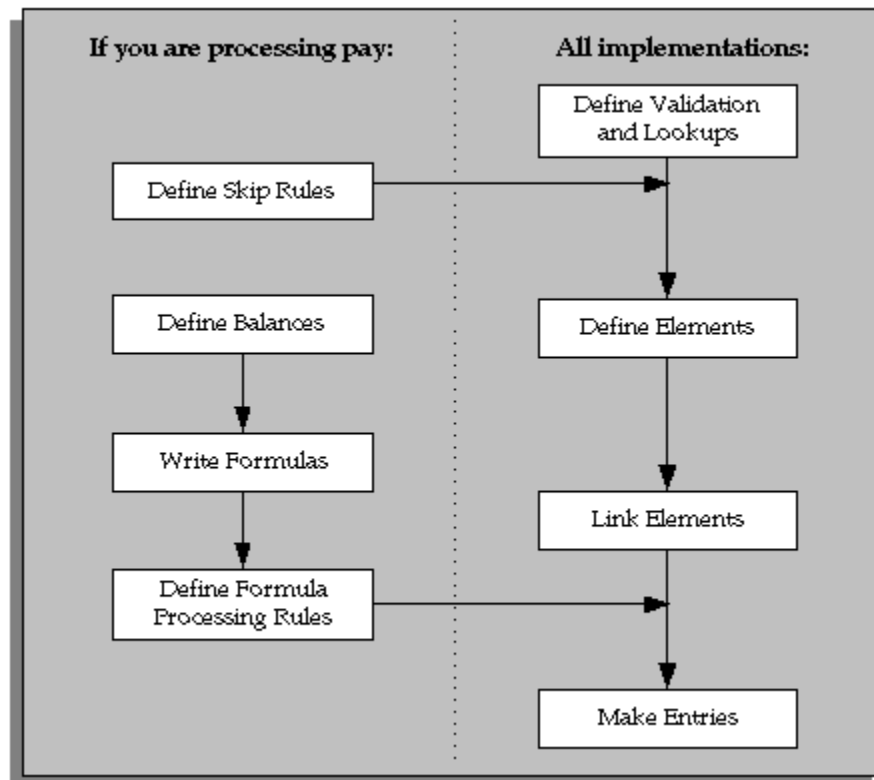 If you are processing pay:
All implementations:
Define Validation
and Lookups
Define Skip Rules
Define Balances
Define Elements
Write Formulas
Link Elements
Define Formula
Processing Rules
Make Entries